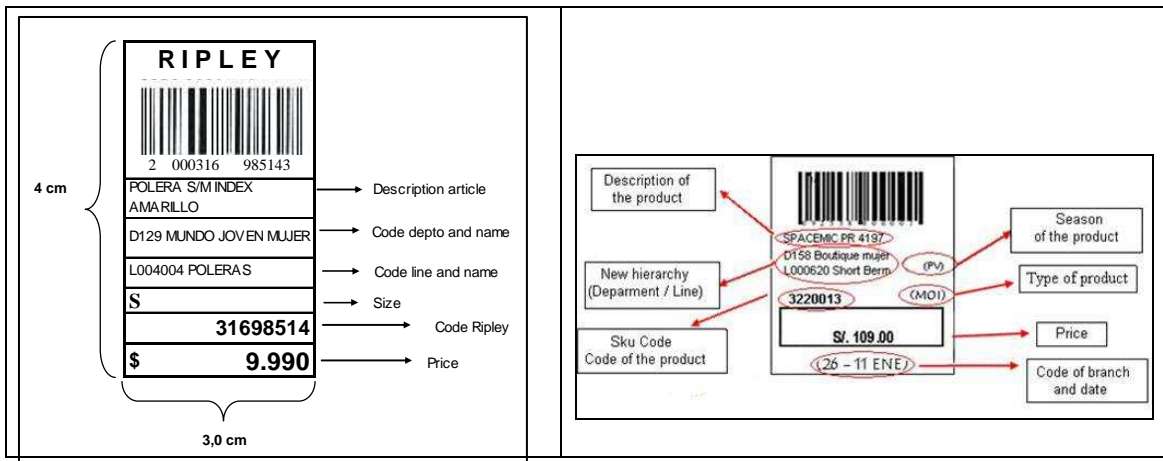 RIPLEY
2 000316 985143
4 cm
POLERA S/M INDEX
AMARILLO
Description article
D129 MUNDO JOVEN MUJER
Code depto and name
L004004 POLERAS
Code line and name
S
Size
31698514
Code Ripley
$ 9.990
Price
3,0 cm
Description of
the product
SPACEMIC PR 4197
D158 Boutique mujer
L000620 Short Berm
(PV)
Season
of the product
New hierarchy
(Deparment / Line)
3220013
(MOI)
Type of product
Sku Code
Code of the product
S/. 109.00
Price
(26 - 11 ENE)
Code of branch
and date